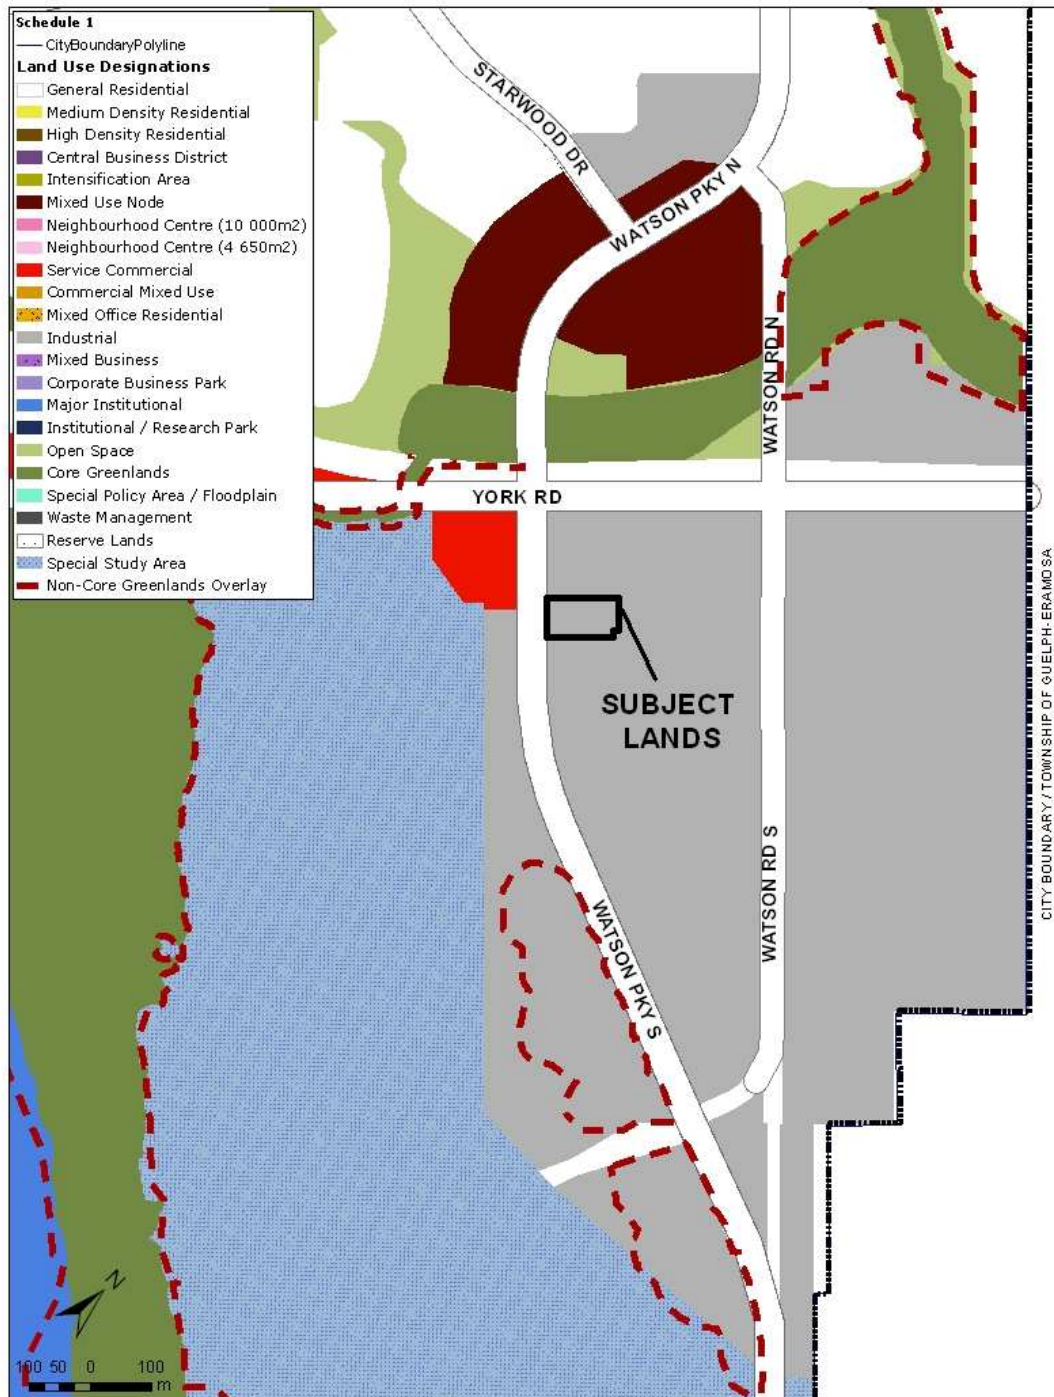 Schedule 1
CityBoundaryPolyline
Land Use Designations
General Residential
Medium Density Residential
High Density Residential
Central Business District
Intensification Area
Mixed Use Node
Neighbourhood Centre (10 000m2)
Neighbourhood Centre (4 650m2)
Service Commercial
Commercial Mixed Use
Mixed Office Residential
Industrial
Mixed Business
Corporate Business Park
Major Institutional
Institutional / Research Park
Open Space
Core Greenlands
Special Policy Area / Floodplain
Waste Management
Reserve Lands
Special Study Area
Non-Core Greenlands Overlay
STARWOOD DR
WATSON PKY N
WATSON RD N
YORK RD
SUBJECT
LANDS
CITY BOUNDARY / TOWNSHIP OF GUELPH-ERAMOSA
WATSON RD S
WATSON PKY S
N
100 50 0 100
m